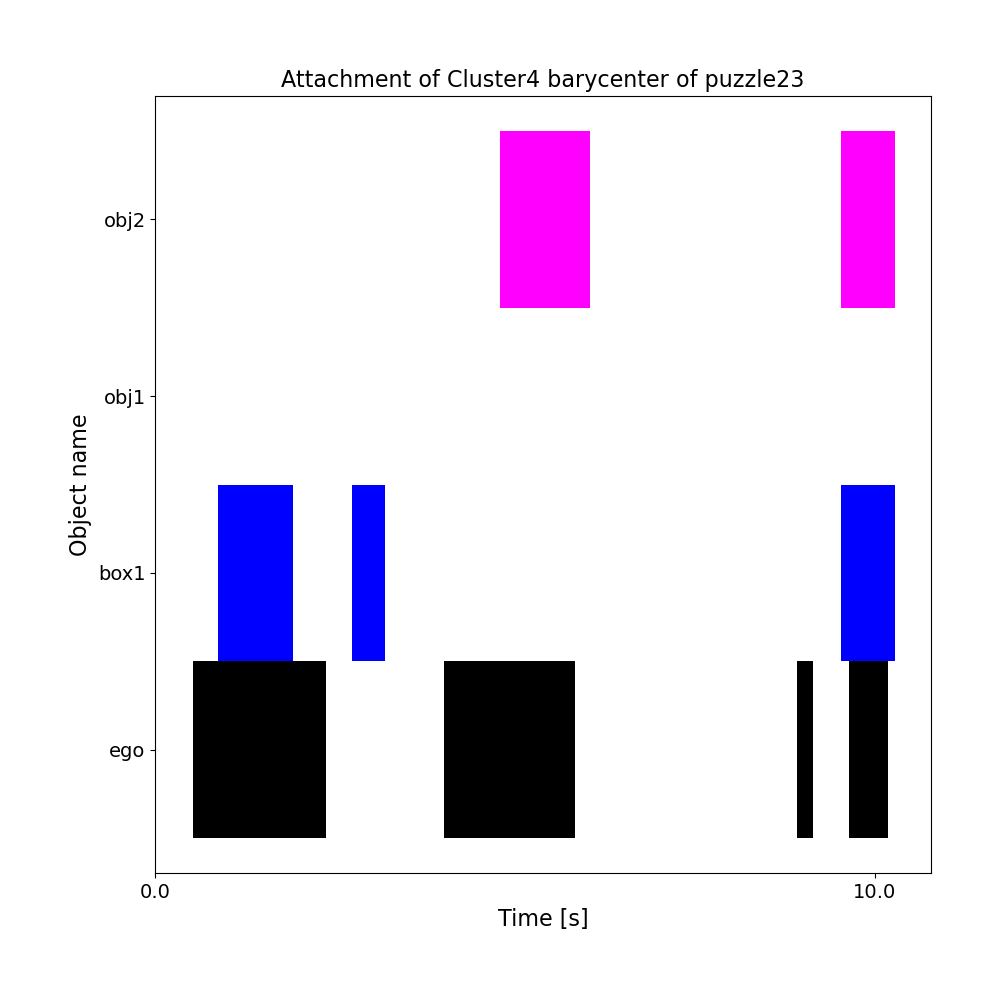 Attachment of Cluster4 barycenter of puzzle23
obj2
obj1
box1
ego
Object name
0.0
10.0
Time [s]